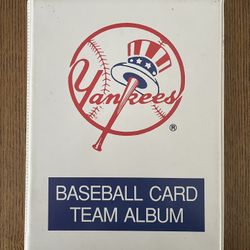 Yankees
®
BASEBALL CARD
TEAM ALBUM